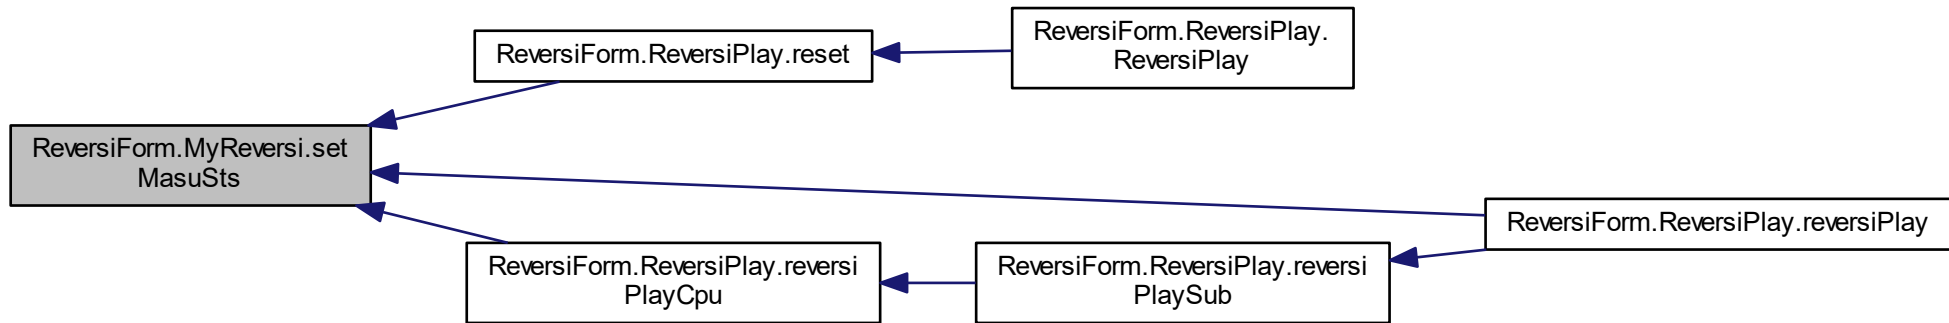 ReversiForm.MyReversi.set
MasuSts
ReversiForm.ReversiPlay.reset
ReversiForm.ReversiPlay.
ReversiPlay
ReversiForm.ReversiPlay.reversi
PlayCpu
ReversiForm.ReversiPlay.reversi
PlaySub
ReversiForm.ReversiPlay.reversiPlay